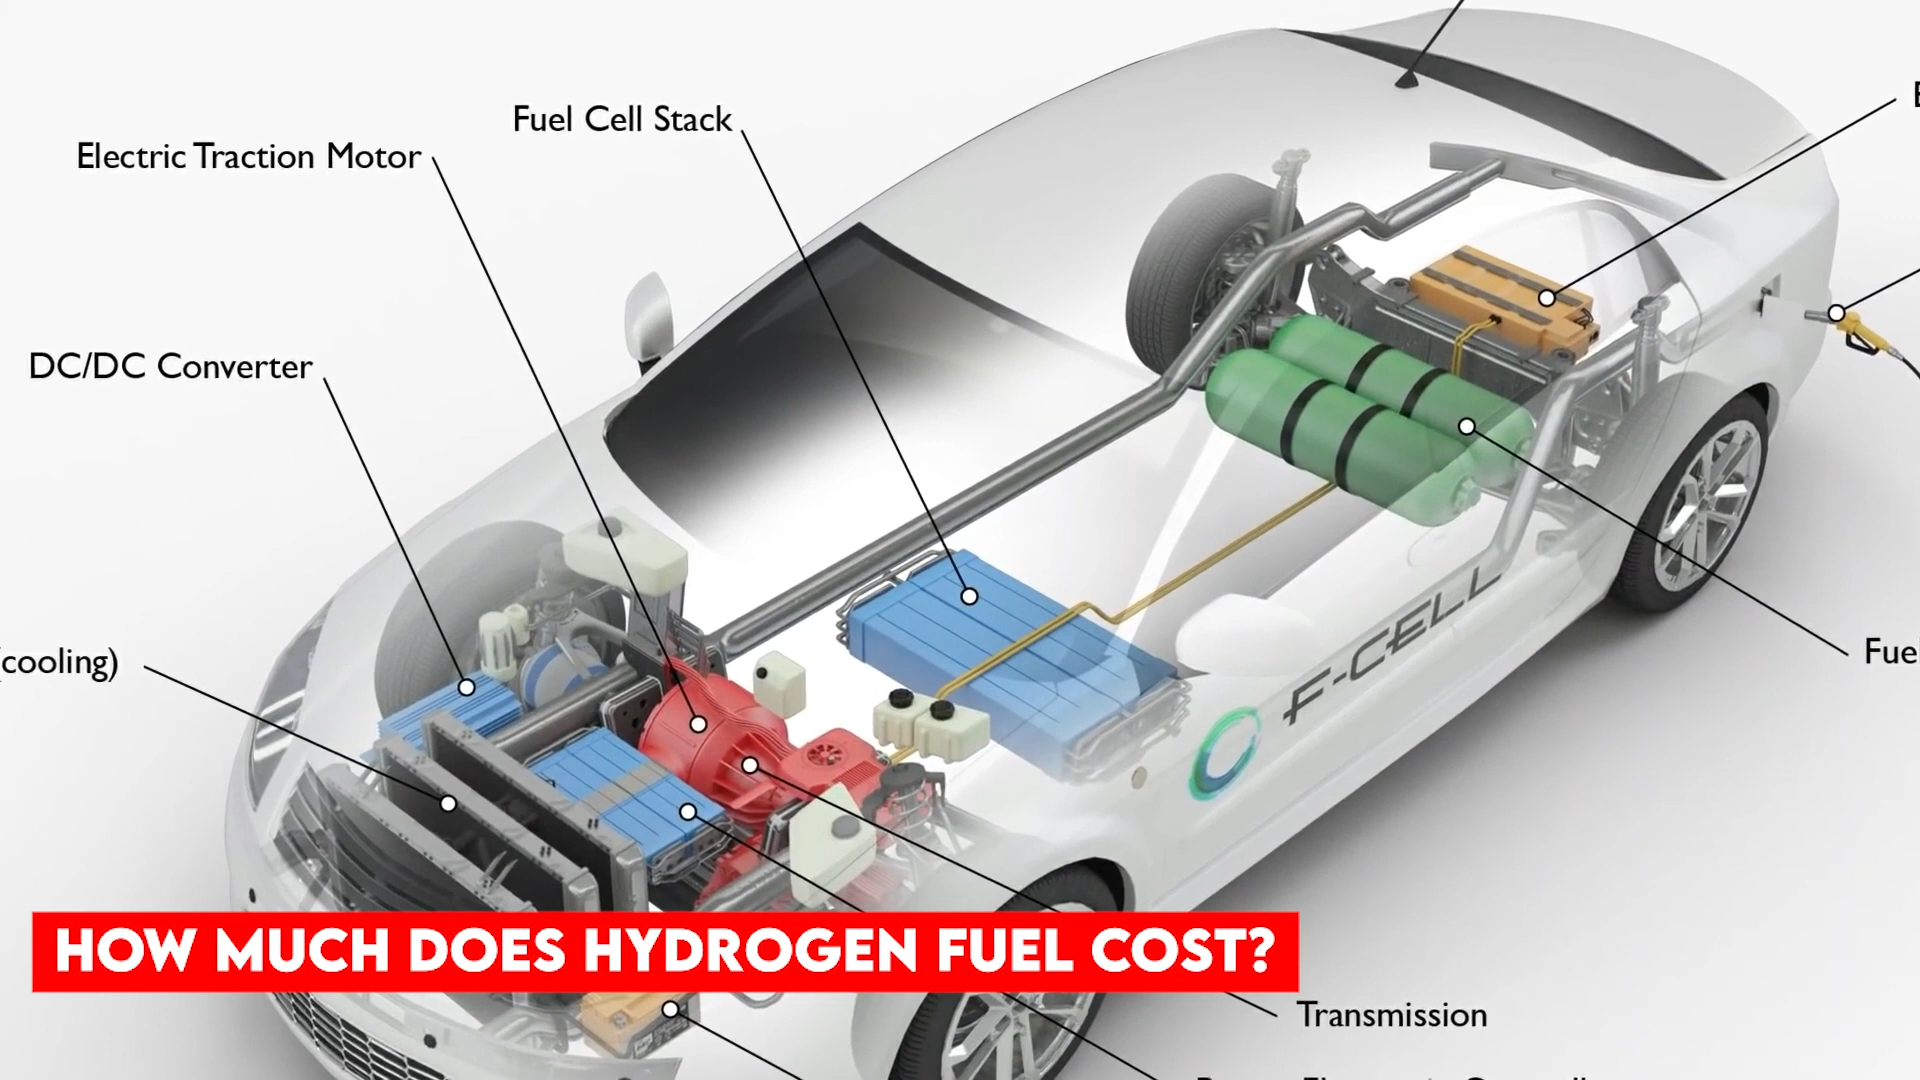 Fuel Cell Stack
Electric Traction Motor
DC/DC Converter
(cooling)
F-CELL
HOW MUCH DOES HYDROGEN FUEL COST?
Transmission